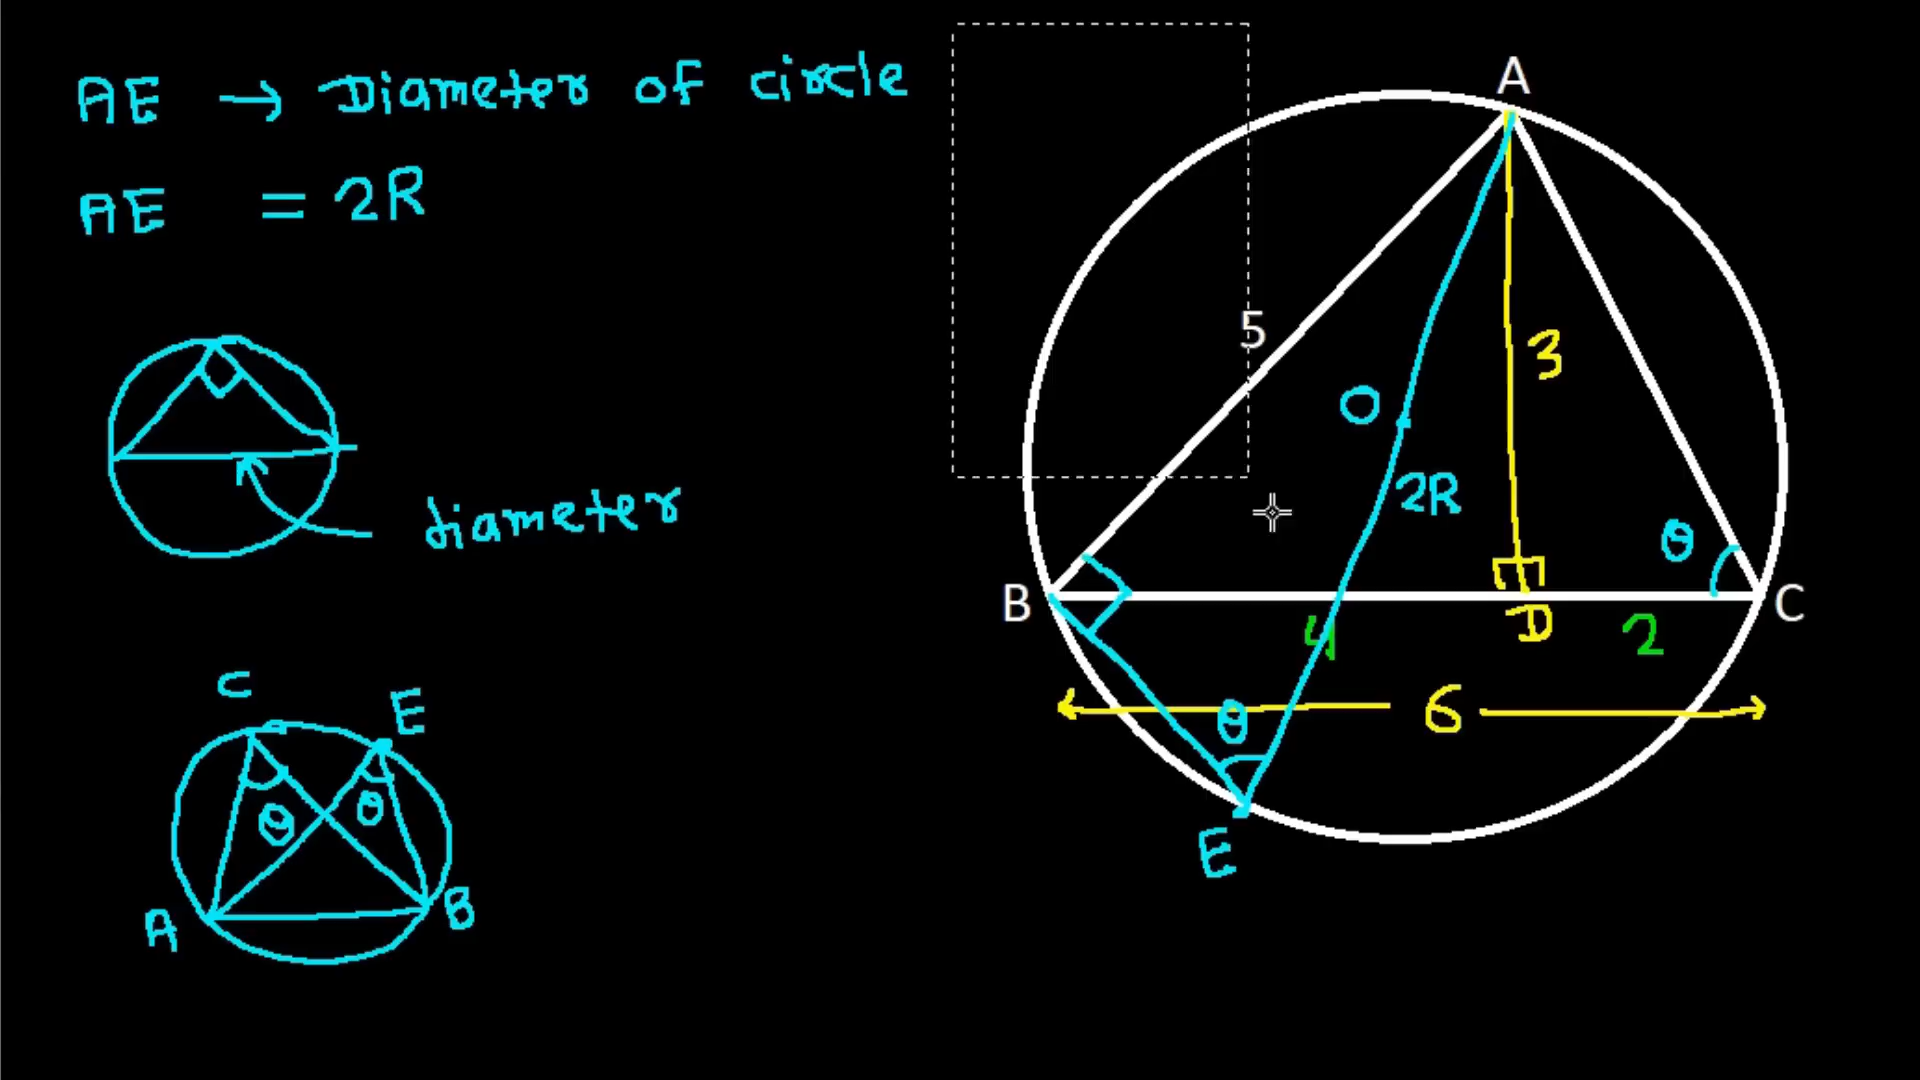 AE → Diameter of circle
AE = 2R
diameter
C
E
θ
θ
A
B
A
5
3
O
2R
θ
B
C
D
4
2
6
θ
E